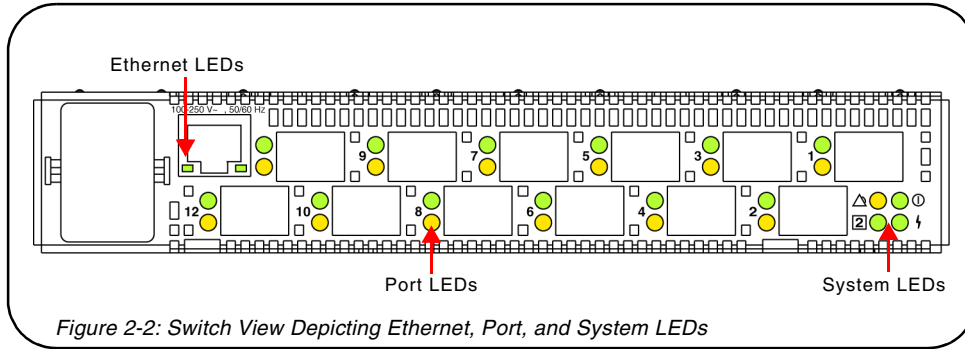 Ethernet LEDs
100-250 V~ , 50/60 Hz
9 7 5 3 1
12 10 8 6 4 2 2
Port LEDs
System LEDs
Figure 2-2: Switch View Depicting Ethernet, Port, and System LEDs